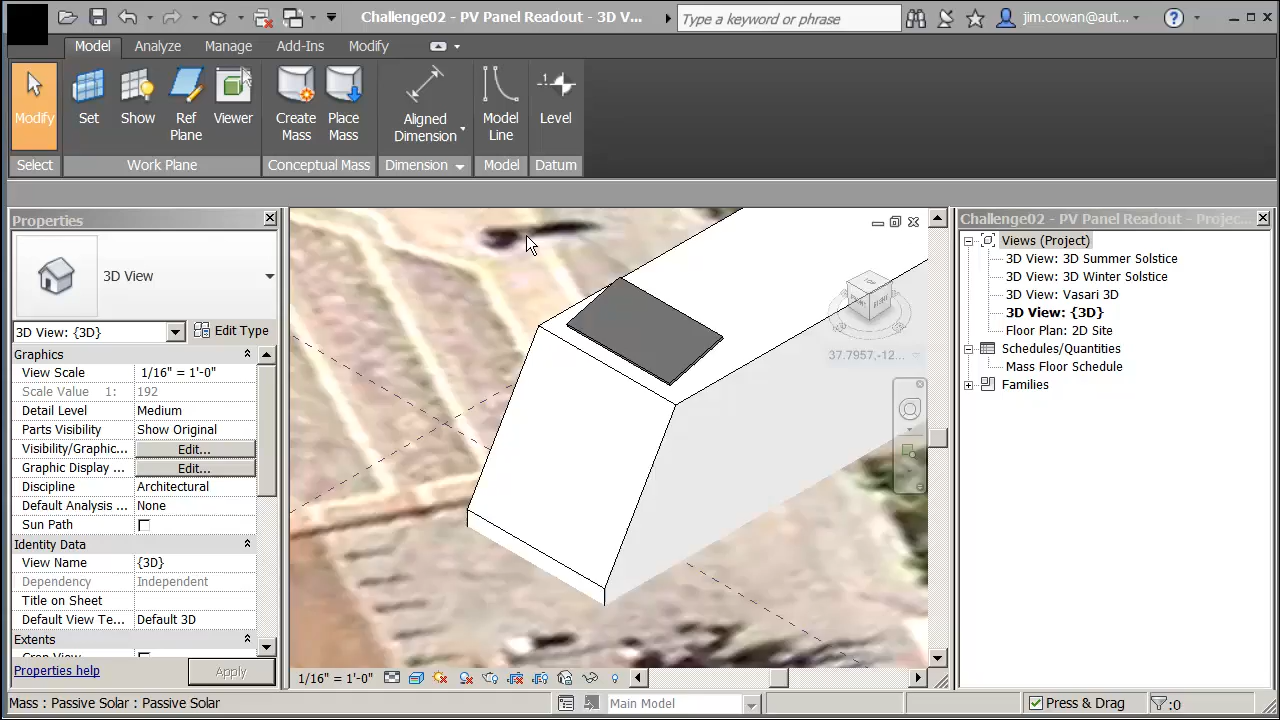 Challenge02 - PV Panel Readout - 3D V...
Type a keyword or phrase
jim.cowan@aut...
Model
Analyze
Manage
Add-Ins
Modify
Modify
Set
Show
Ref Plane
Viewer
Create Mass
Place Mass
Aligned Dimension
Model Line
Level
Select
Work Plane
Conceptual Mass
Dimension
Model
Datum
Properties
3D View
3D View: {3D}
Edit Type
Graphics
View Scale 1/16" = 1'-0"
Scale Value 1: 192
Detail Level Medium
Parts Visibility Show Original
Visibility/Graphic... Edit...
Graphic Display ... Edit...
Discipline Architectural
Default Analysis ... None
Sun Path
Identity Data
View Name {3D}
Dependency Independent
Title on Sheet
Default View Te... Default 3D
Extents
Properties help
Apply
37.7957,-12...
1/16" = 1'-0"
Challenge02 - PV Panel Readout - Projec...
Views (Project)
3D View: 3D Summer Solstice
3D View: 3D Winter Solstice
3D View: Vasari 3D
3D View: {3D}
Floor Plan: 2D Site
Schedules/Quantities
Mass Floor Schedule
Families
Mass : Passive Solar : Passive Solar
Main Model
Press & Drag
:0